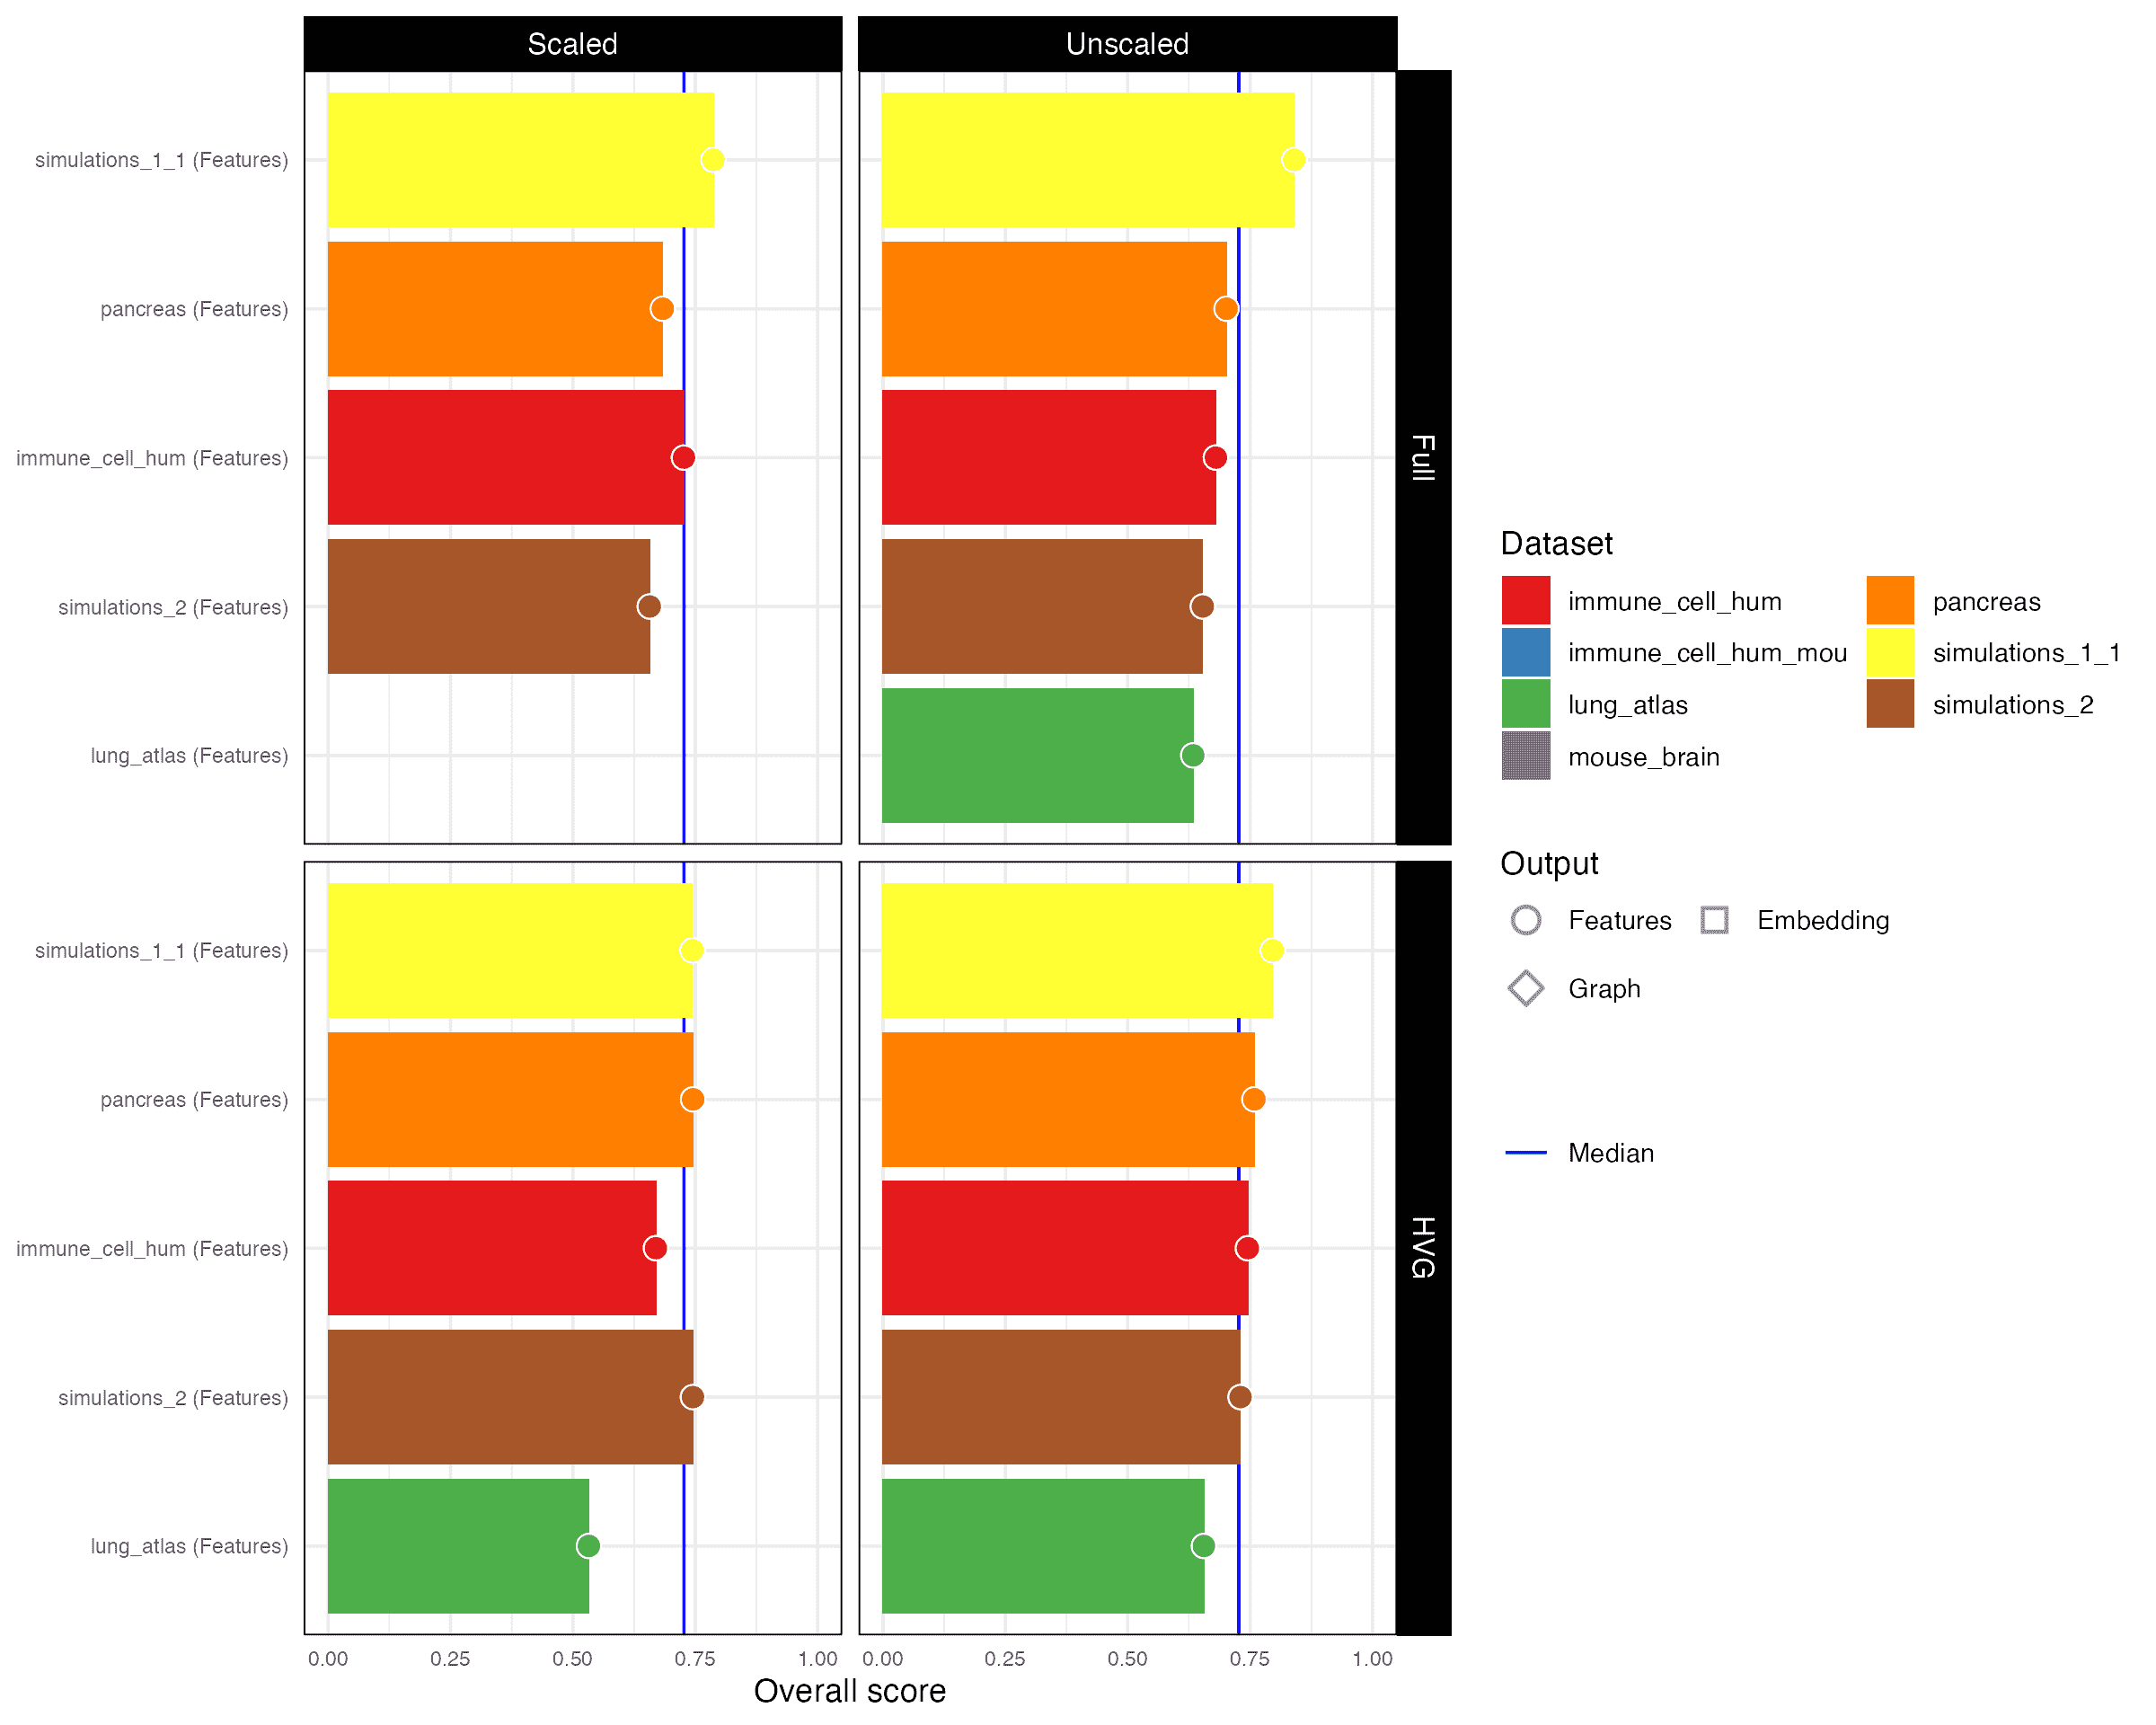 Scaled
Unscaled
simulations_1_1 (Features)
pancreas (Features)
immune_cell_hum (Features)
simulations_2 (Features)
lung_atlas (Features)
Full
simulations_1_1 (Features)
pancreas (Features)
immune_cell_hum (Features)
simulations_2 (Features)
lung_atlas (Features)
HVG
0.00 0.25 0.50 0.75 1.00
0.00 0.25 0.50 0.75 1.00
Overall score
Dataset
immune_cell_hum
immune_cell_hum_mou
lung_atlas
mouse_brain
pancreas
simulations_1_1
simulations_2
Output
Features
Embedding
Graph
Median